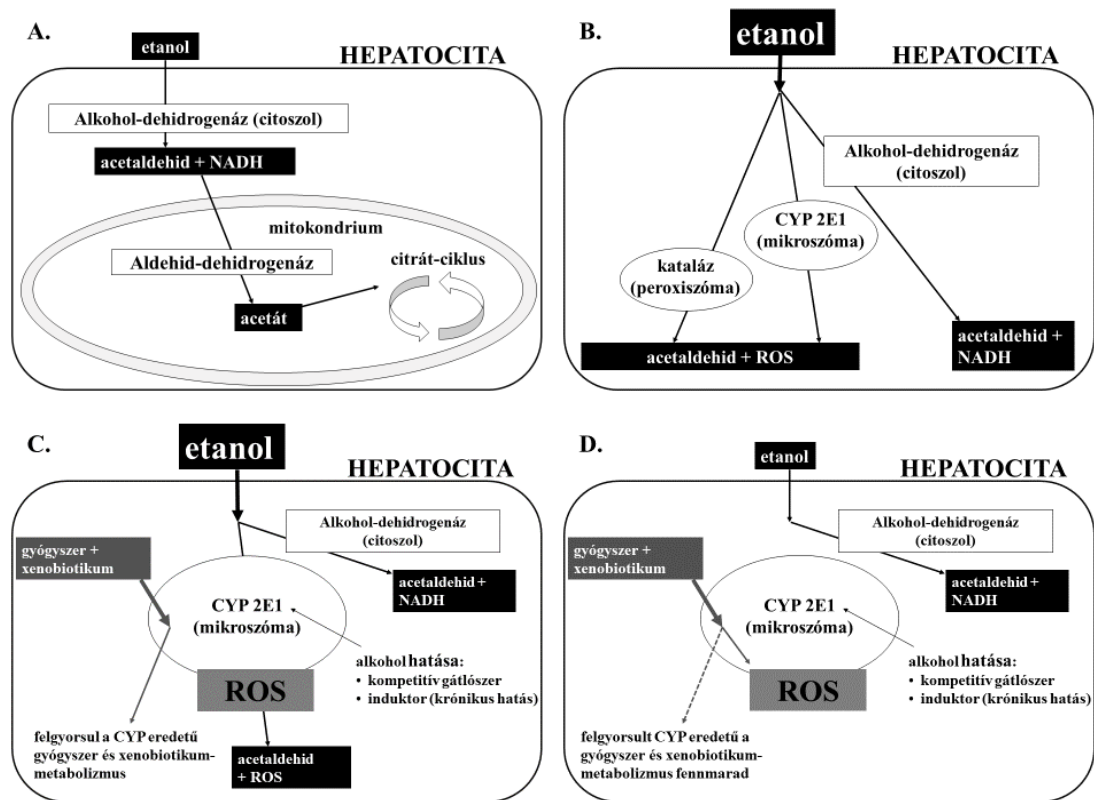 A.
etanol
HEPATOCITA
Alkohol-dehidrogenáz (citoszol)
acetaldehid + NADH
mitokondrium
Aldehid-dehidrogenáz
citrát-ciklus
acetát
B.
etanol
HEPATOCITA
Alkohol-dehidrogenáz
(citoszol)
CYP 2E1
(mikroszóma)
kataláz
(peroxiszóma)
acetaldehid + ROS
acetaldehid +
NADH
C.
etanol
HEPATOCITA
Alkohol-dehidrogenáz
(citoszol)
gyógyszer +
xenobiotikum
acetaldehid +
NADH
CYP 2E1
(mikroszóma)
alkohol hatása:
• kompetitív gátlószer
• induktor (krónikus hatás)
ROS
felgyorsul a CYP eredetű
gyógyszer és xenobiotikum-
metabolizmus
acetaldehid
+ ROS
D.
etanol
HEPATOCITA
Alkohol-dehidrogenáz
(citoszol)
gyógyszer +
xenobiotikum
acetaldehid +
NADH
CYP 2E1
(mikroszóma)
alkohol hatása:
• kompetitív gátlószer
• induktor (krónikus hatás)
ROS
felgyorsult CYP eredetű a
gyógyszer és xenobiotikum-
metabolizmus fennmarad